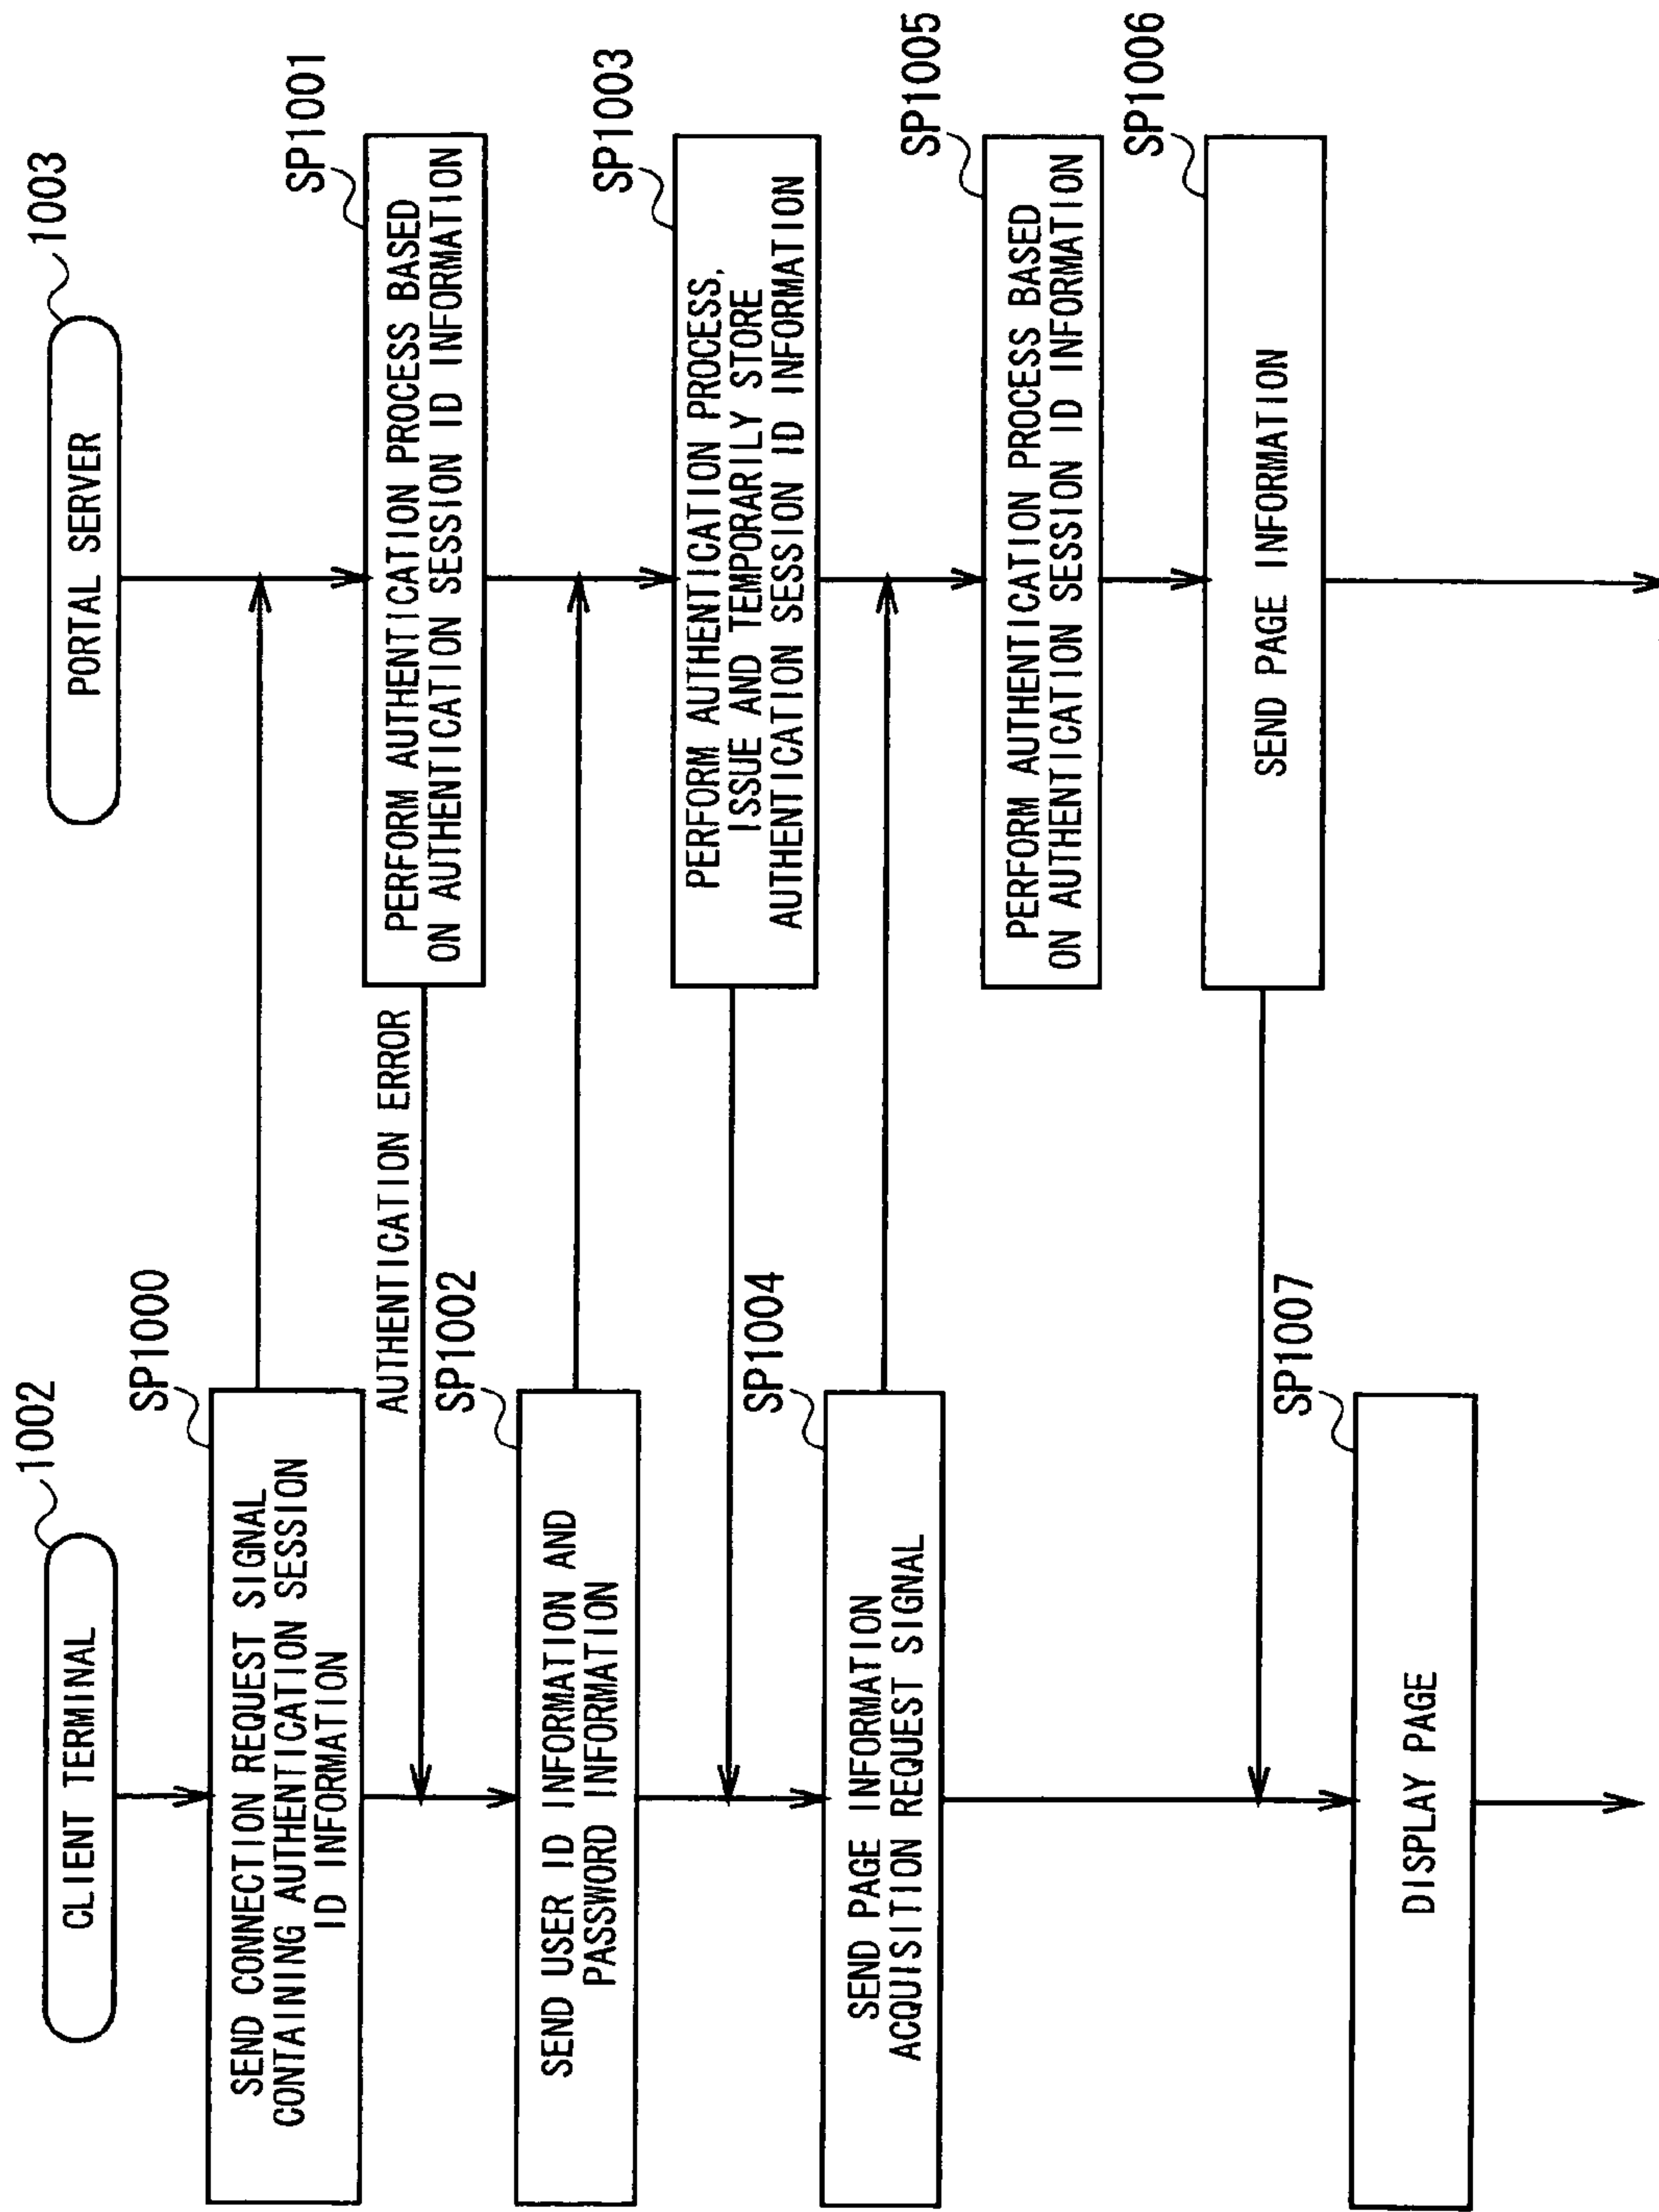 CLIENT TERMINAL
1002
PORTAL SERVER
1003
SP1000
SEND CONNECTION REQUEST SIGNAL
CONTAINING AUTHENTICATION SESSION
ID INFORMATION
SP1001
PERFORM AUTHENTICATION PROCESS BASED
ON AUTHENTICATION SESSION ID INFORMATION
AUTHENTICATION ERROR
SP1002
SEND USER ID INFORMATION AND
PASSWORD INFORMATION
SP1003
PERFORM AUTHENTICATION PROCESS,
ISSUE AND TEMPORARILY STORE
AUTHENTICATION SESSION ID INFORMATION
SP1004
SEND PAGE INFORMATION
ACQUISITION REQUEST SIGNAL
SP1005
PERFORM AUTHENTICATION PROCESS BASED
ON AUTHENTICATION SESSION ID INFORMATION
SP1006
SEND PAGE INFORMATION
SP1007
DISPLAY PAGE